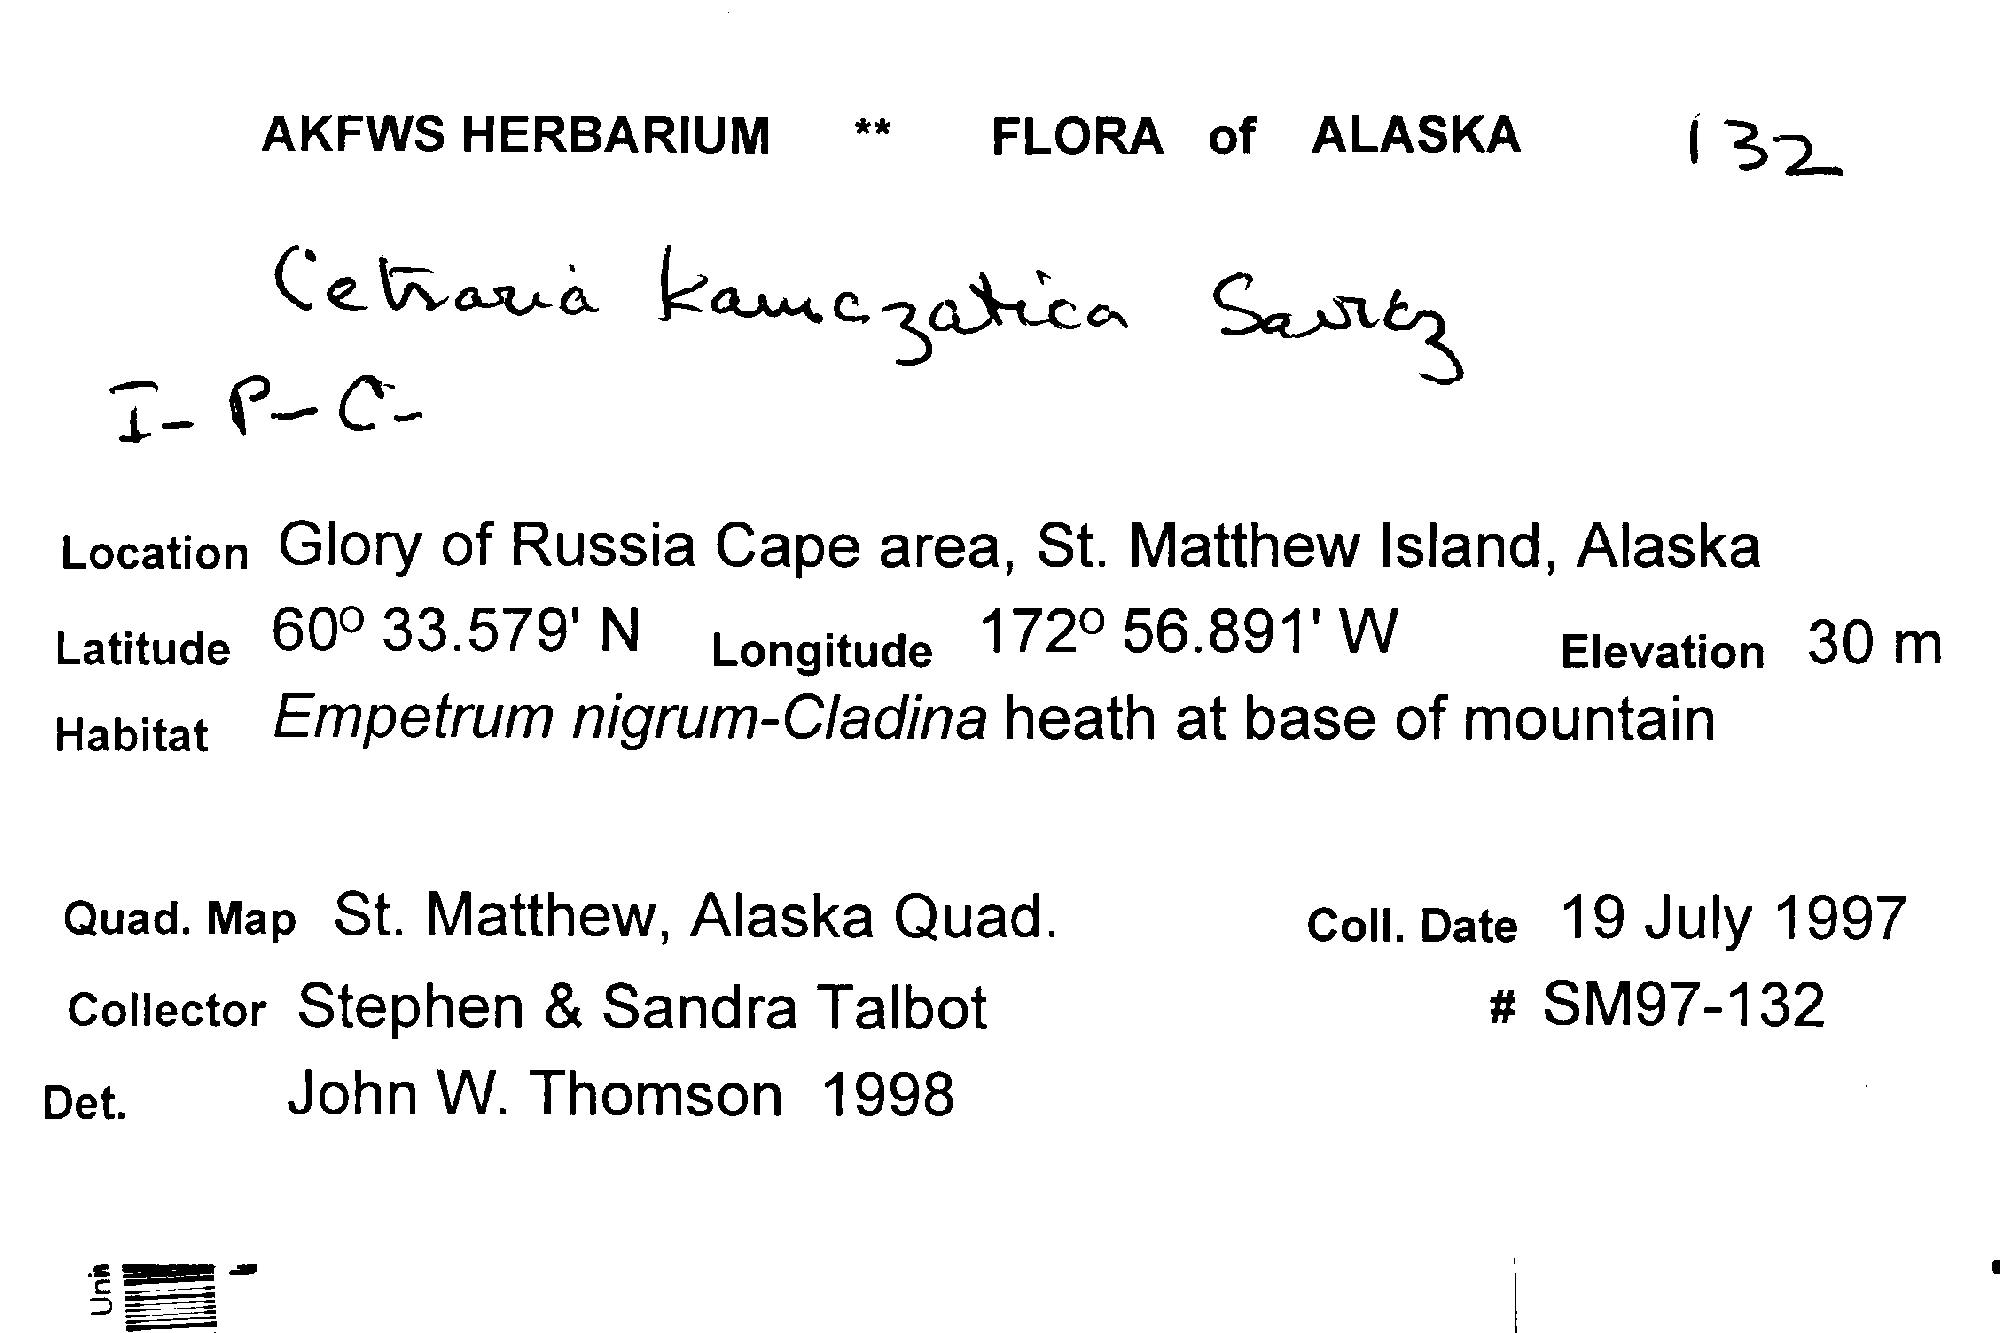 AKFWS HERBARIUM ** FLORA of ALASKA 132
Cetraria kamczatica Savicz
I- P- C-
Location Glory of Russia Cape area, St. Matthew Island, Alaska
Latitude 60º 33.579' N Longitude 172º 56.891' W Elevation 30 m
Habitat Empetrum nigrum-Cladina heath at base of mountain
Quad. Map St. Matthew, Alaska Quad. Coll. Date 19 July 1997
Collector Stephen & Sandra Talbot # SM97-132
Det. John W. Thomson 1998
Uni